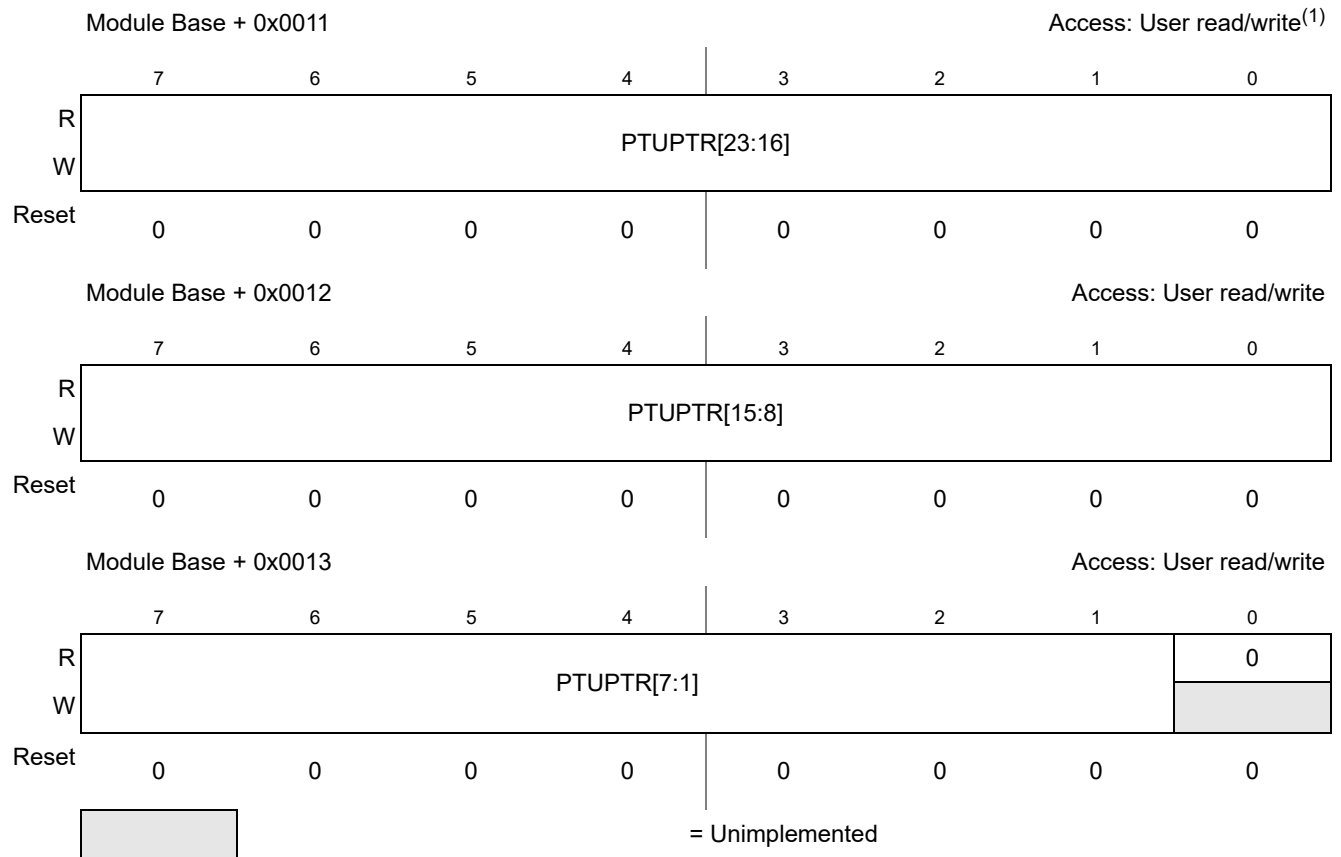 Module Base + 0x0011 Access: User read/write(1)
7 6 5 4 3 2 1 0
R
PTUPTR[23:16]
W
Reset 0 0 0 0 0 0 0 0
Module Base + 0x0012 Access: User read/write
7 6 5 4 3 2 1 0
R
PTUPTR[15:8]
W
Reset 0 0 0 0 0 0 0 0
Module Base + 0x0013 Access: User read/write
7 6 5 4 3 2 1 0
R 0
PTUPTR[7:1]
W
Reset 0 0 0 0 0 0 0 0
= Unimplemented